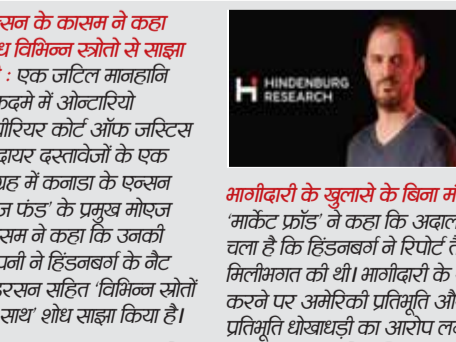 न्सन के कासम ने कहा
ध विभिन्न स्त्रोतो से साझा
: एक जटिल मानहानि
कदमे में ओन्टारियो
पीरियर कोर्ट ऑफ जस्टिस
दायर दस्तावेजों के एक
ग्रह में कनाडा के एन्सन
ज फंड’ के प्रमुख मोएज
सम ने कहा कि उनकी
पनी ने हिंडनबर्ग के नैट
डरसन सहित ‘विभिन्न स्रोतों
साथ’ शोध साझा किया है।
HINDENBURG
RESEARCH
भागीदारी के खुलासे के बिना मं
‘मार्केट फ्रॉड’ ने कहा कि अदाल
चला है कि हिंडनबर्ग ने रिपोर्ट तै
मिलीभगत की थी। भागीदारी के
करने पर अमेरिकी प्रतिभूति औ
प्रतिभूति धोखाधड़ी का आरोप ल